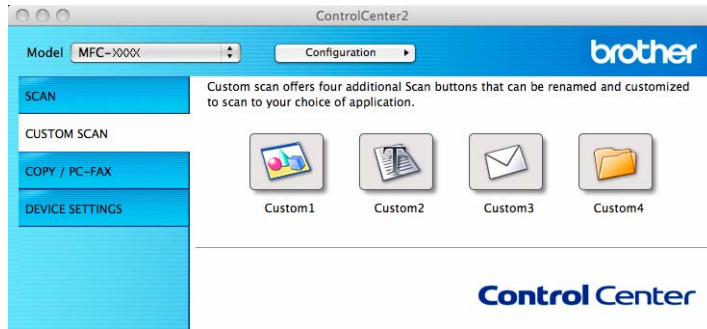 ControlCenter2
Model MFC-XXXX Configuration brother
SCAN
CUSTOM SCAN
COPY / PC-FAX
DEVICE SETTINGS
Custom scan offers four additional Scan buttons that can be renamed and customized
to scan to your choice of application.
Custom1 Custom2 Custom3 Custom4
Control Center